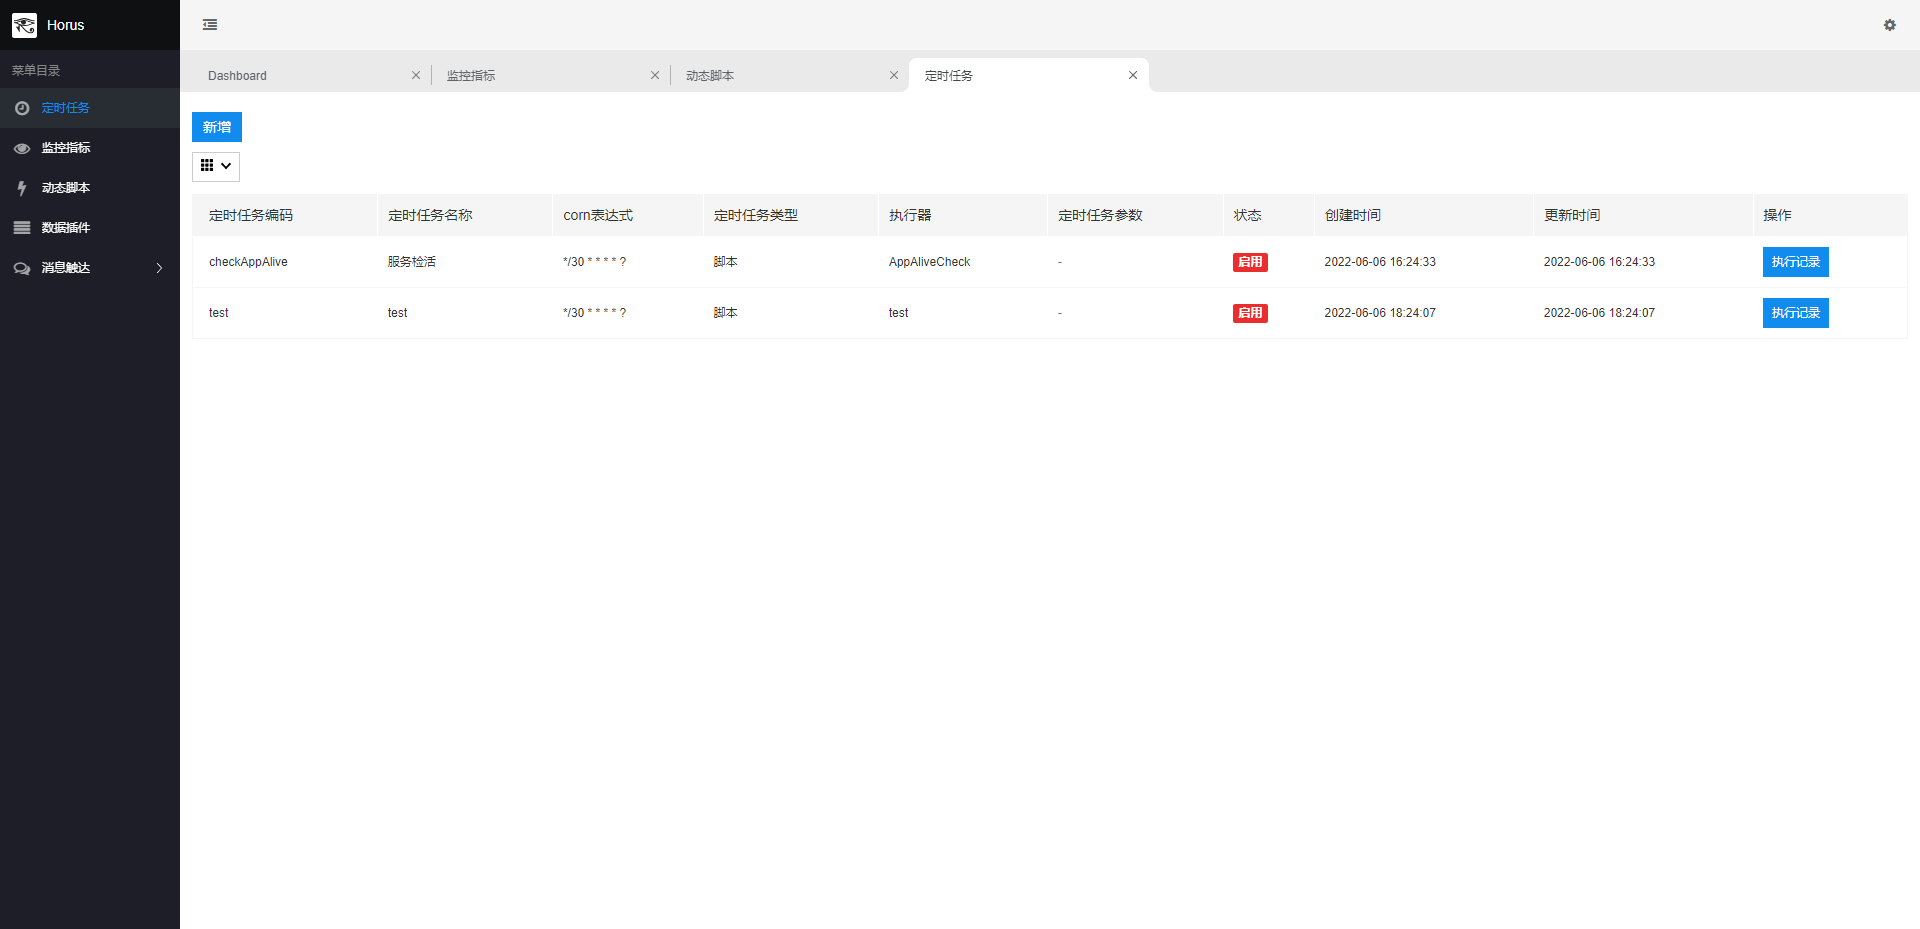 Horus
菜单目录
定时任务
监控指标
动态脚本
数据插件
消息触达
Dashboard 监控指标 动态脚本 定时任务
新增
定时任务编码 定时任务名称 corn表达式 定时任务类型 执行器 定时任务参数 状态 创建时间 更新时间 操作
checkAppAlive 服务检活 */30 * * * * ? 脚本 AppAliveCheck - 启用 2022-06-06 16:24:33 2022-06-06 16:24:33 执行记录
test test */30 * * * * ? 脚本 test - 启用 2022-06-06 18:24:07 2022-06-06 18:24:07 执行记录